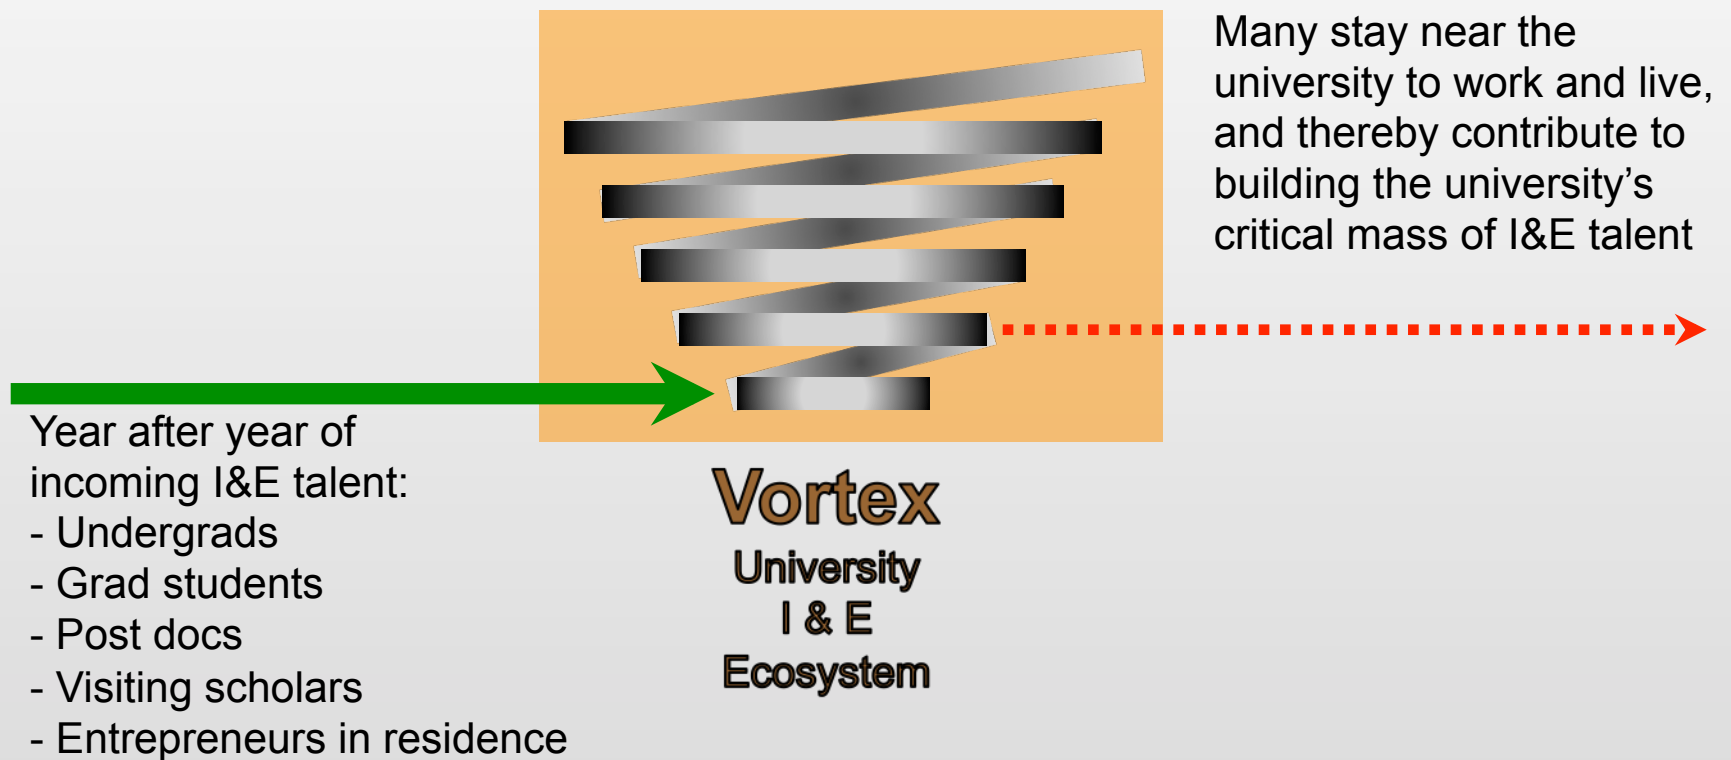 Many stay near the
university to work and live,
and thereby contribute to
building the university’s
critical mass of I&E talent
Year after year of
incoming I&E talent:
- Undergrads
- Grad students
- Post docs
- Visiting scholars
- Entrepreneurs in residence
Vortex
University
I & E
Ecosystem